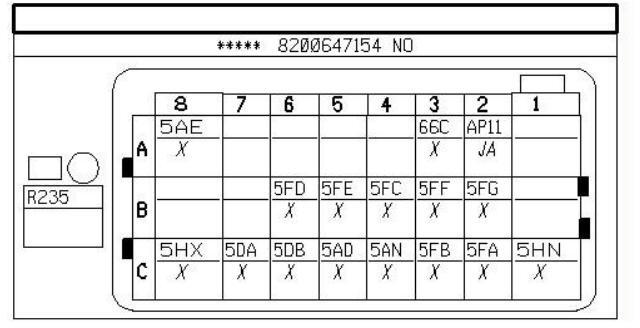 ***** 8200647154 NO
8 7 6 5 4 3 2 1
5AE 66C AP11
A X X JA
R235
5FD 5FE 5FC 5FF 5FG
B X X X X X
5HX 5DA 5DB 5AD 5AN 5FB 5FA 5HN
C X X X X X X X X